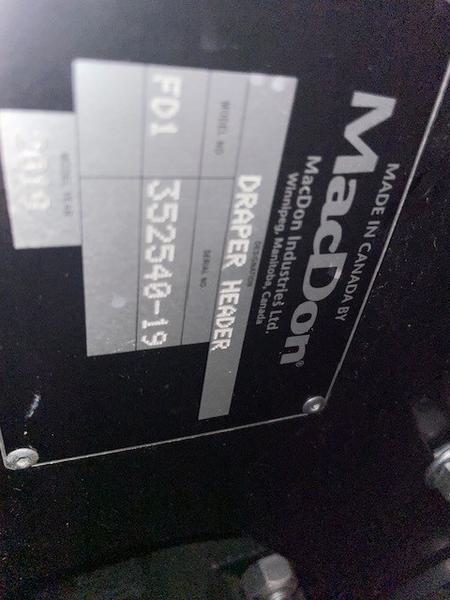 MADE IN CANADA BY
MacDon®
MacDon Industries Ltd.
Winnipeg, Manitoba, Canada
DESIGNATION
DRAPER HEADER
MODEL NO
SERIAL NO
FD1
352540-19
MODEL YEAR
2019